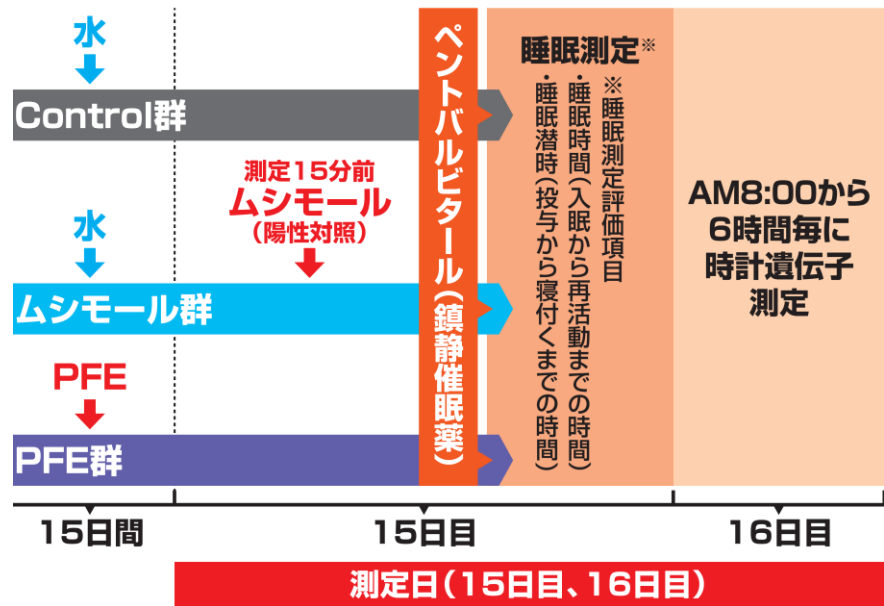 水
Control群
測定15分前
ムシモール
(陽性対照)
水
ムシモール群
PFE
PFE群
ペントバルビタール(鎮静催眠薬)
睡眠測定※
※睡眠測定評価項目
・睡眠時間(入眠から再活動までの時間)
・睡眠潜時(投与から寝付くまでの時間)
AM8:00から
6時間毎に
時計遺伝子
測定
15日間
15日目
16日目
測定日(15日目、16日目)